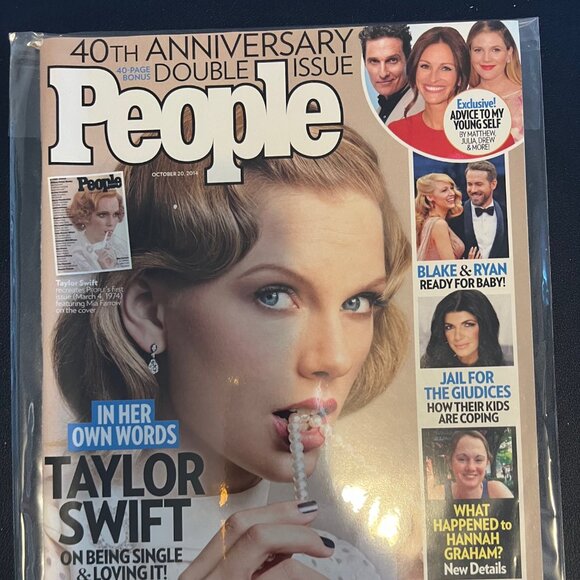 40TH ANNIVERSARY
40-PAGE
BONUS
DOUBLE ISSUE
People
OCTOBER 20, 2014
Exclusive!
ADVICE TO MY
YOUNG SELF
BY MATTHEW,
JULIA, DREW
& MORE!
People
Taylor Swift
recreates PEOPLE's first
issue (March 4, 1974)
featuring Mia Farrow
on the cover
BLAKE & RYAN
READY FOR BABY!
JAIL FOR
THE GIUDICES
HOW THEIR KIDS
ARE COPING
IN HER
OWN WORDS
TAYLOR
SWIFT
ON BEING SINGLE
& LOVING IT!
WHAT
HAPPENED to
HANNAH
GRAHAM?
New Details